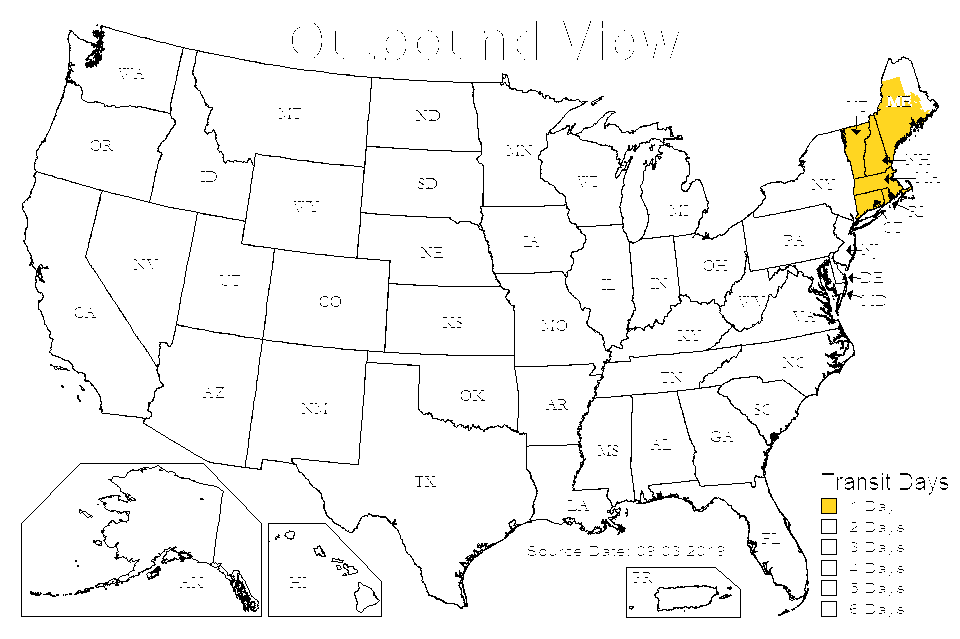 Outbound View
WA
MT
ND
MN
OR
ID
WY
SD
WI
MI
NY
VT
ME
NH
MA
RI
CT
NJ
DE
MD
NV
UT
CO
NE
IA
IL
IN
OH
PA
WV
VA
CA
KS
MO
KY
AZ
NM
OK
AR
TN
NC
SC
MS
AL
GA
TX
LA
FL
AK
HI
PR
Source Date: 09.03.2019
Transit Days
1 Day
2 Days
3 Days
4 Days
5 Days
6 Days